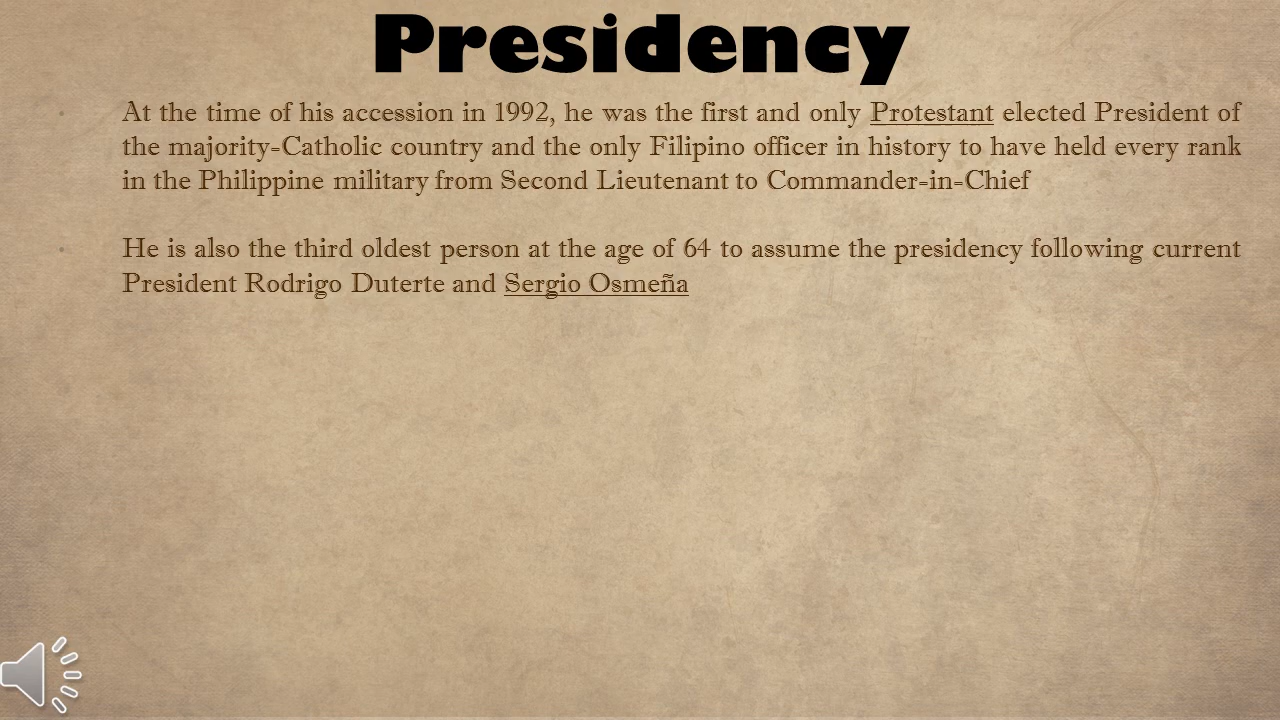 Presidency
• At the time of his accession in 1992, he was the first and only Protestant elected President of
the majority-Catholic country and the only Filipino officer in history to have held every rank
in the Philippine military from Second Lieutenant to Commander-in-Chief
• He is also the third oldest person at the age of 64 to assume the presidency following current
President Rodrigo Duterte and Sergio Osmeña